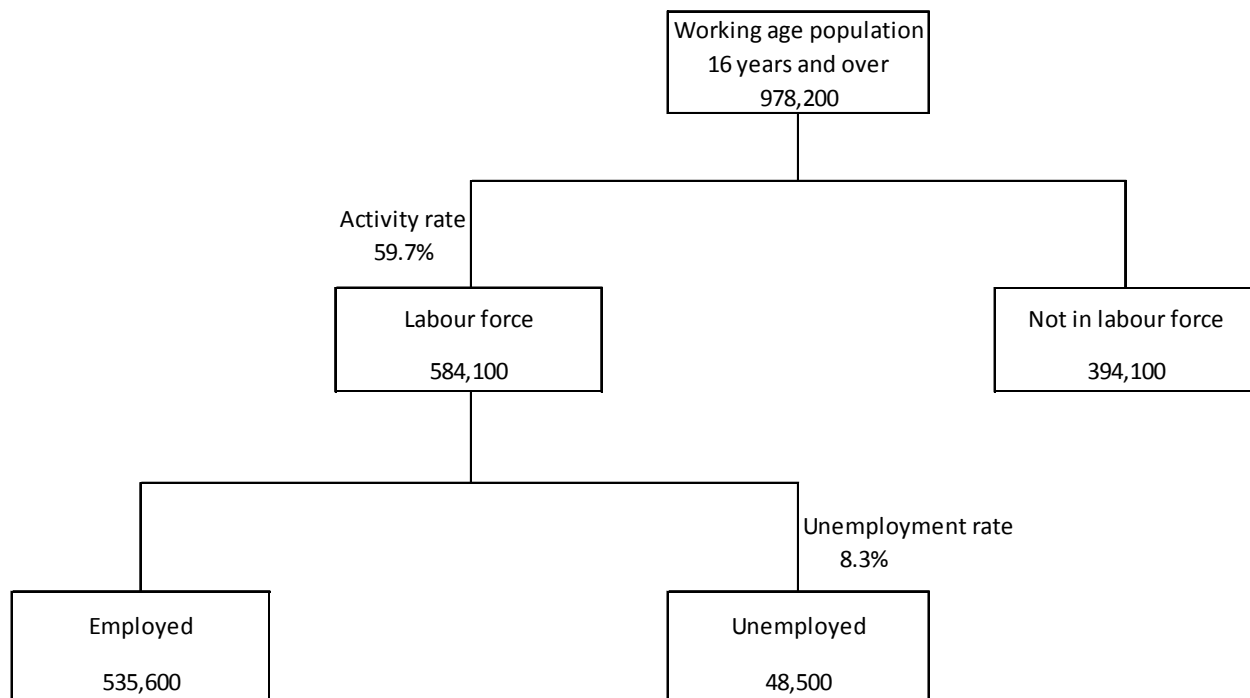 Working age population
16 years and over
978,200
Activity rate
59.7%
Labour force
584,100
Not in labour force
394,100
Unemployment rate
8.3%
Employed
535,600
Unemployed
48,500